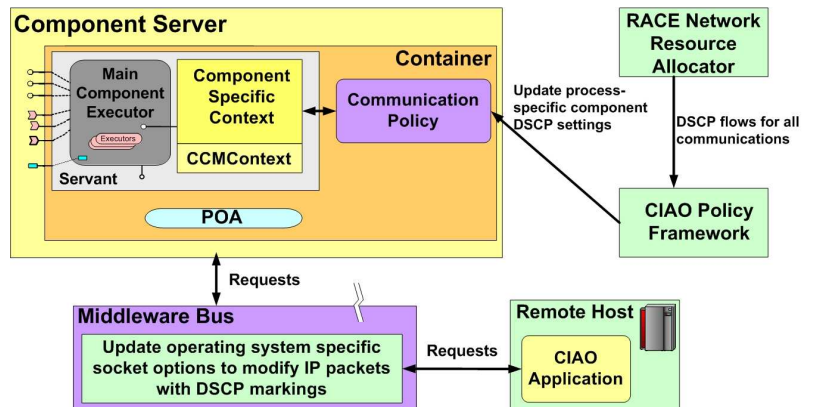 Component Server
Container
Main
Component
Executor
Executors
Servant
Component
Specific
Context
CCMContext
Communication
Policy
POA
Update process-
specific component
DSCP settings
RACE Network
Resource
Allocator
DSCP flows for all
communications
CIAO Policy
Framework
Requests
Middleware Bus
Update operating system specific
socket options to modify IP packets
with DSCP markings
Requests
Remote Host
CIAO
Application